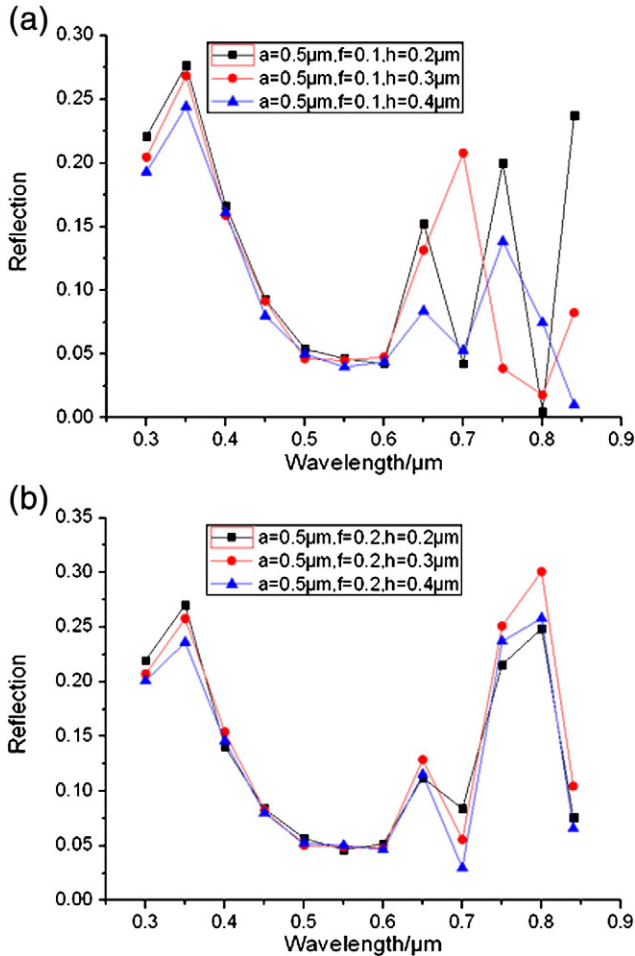 (a)
0.30
0.25
0.20
0.15
0.10
0.05
0.00
Reflection
a=0.5μm,f=0.1,h=0.2μm
a=0.5μm,f=0.1,h=0.3μm
a=0.5μm,f=0.1,h=0.4μm
0.3 0.4 0.5 0.6 0.7 0.8 0.9
Wavelength/μm
(b)
0.35
0.30
0.25
0.20
0.15
0.10
0.05
0.00
Reflection
a=0.5μm,f=0.2,h=0.2μm
a=0.5μm,f=0.2,h=0.3μm
a=0.5μm,f=0.2,h=0.4μm
0.3 0.4 0.5 0.6 0.7 0.8 0.9
Wavelength/μm